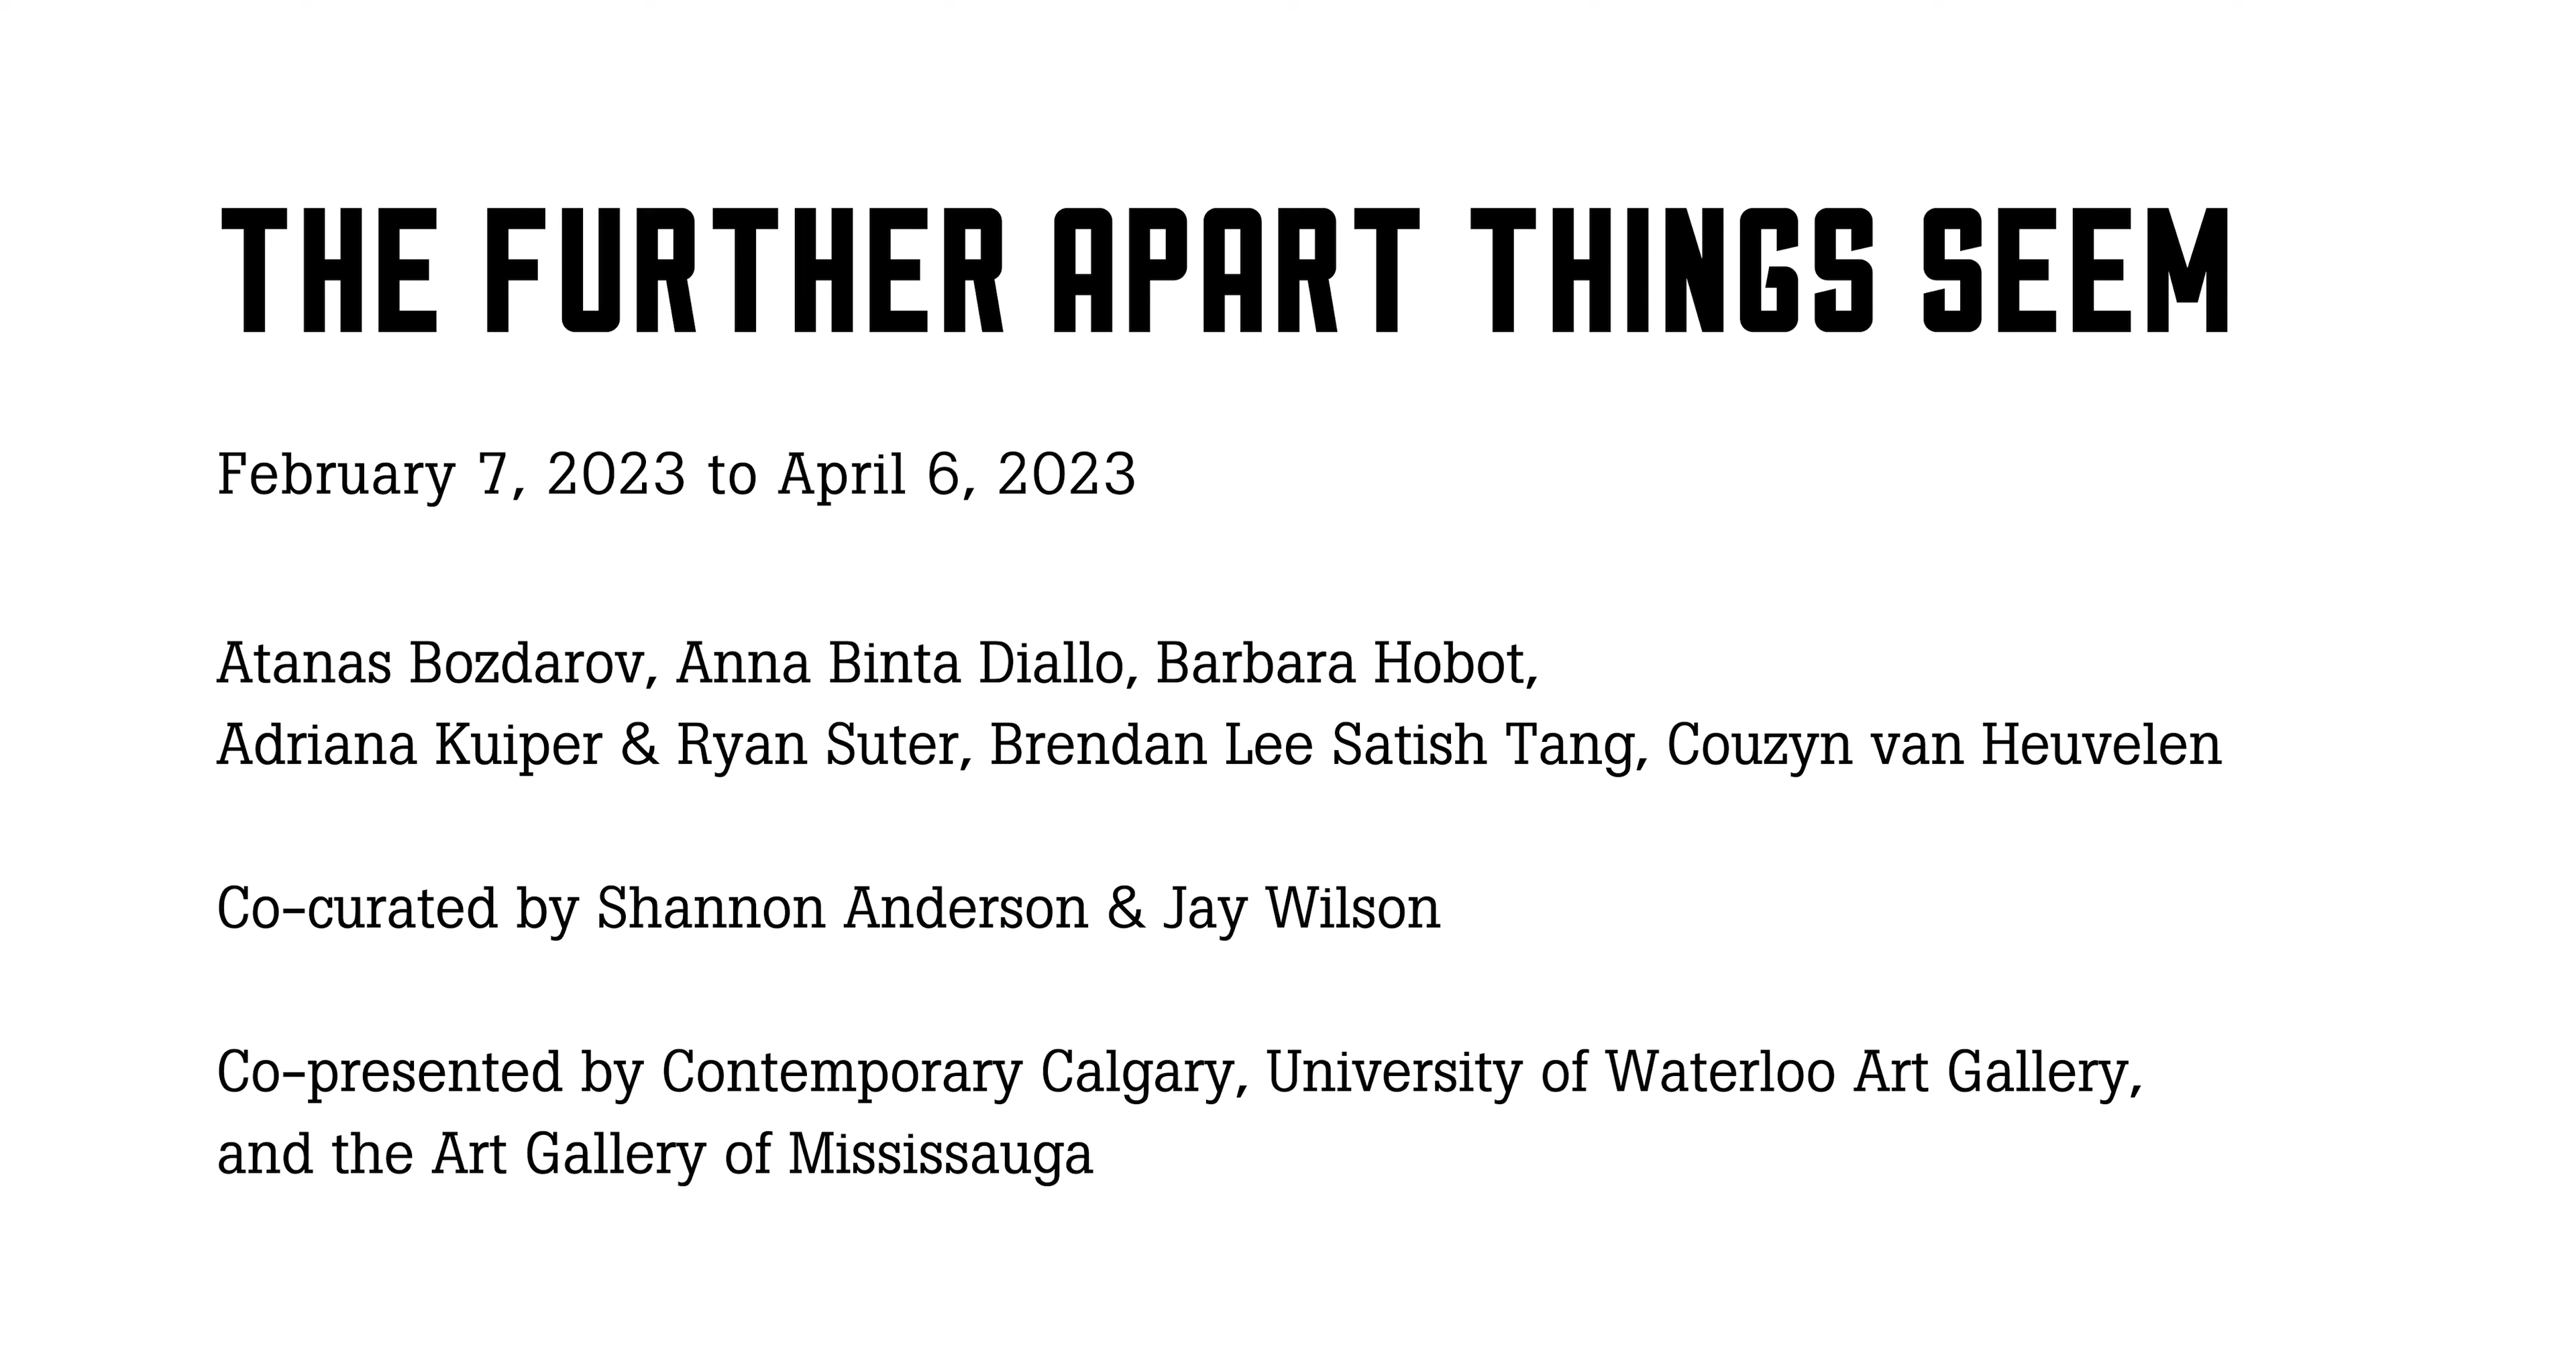 THE FURTHER APART THINGS SEEM
February 7, 2023 to April 6, 2023
Atanas Bozdarov, Anna Binta Diallo, Barbara Hobot,
Adriana Kuiper & Ryan Suter, Brendan Lee Satish Tang, Couzyn van Heuvelen
Co-curated by Shannon Anderson & Jay Wilson
Co-presented by Contemporary Calgary, University of Waterloo Art Gallery,
and the Art Gallery of Mississauga